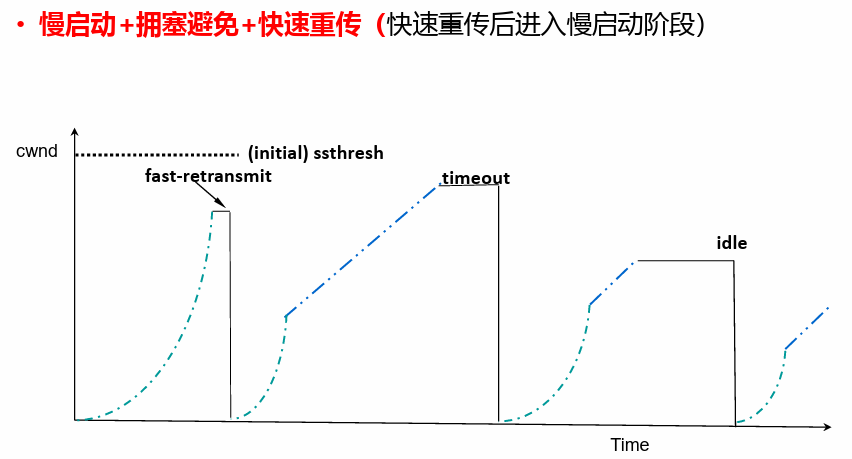 • 慢启动+拥塞避免+快速重传（快速重传后进入慢启动阶段）
cwnd
(initial) ssthresh
fast-retransmit
timeout
idle
Time